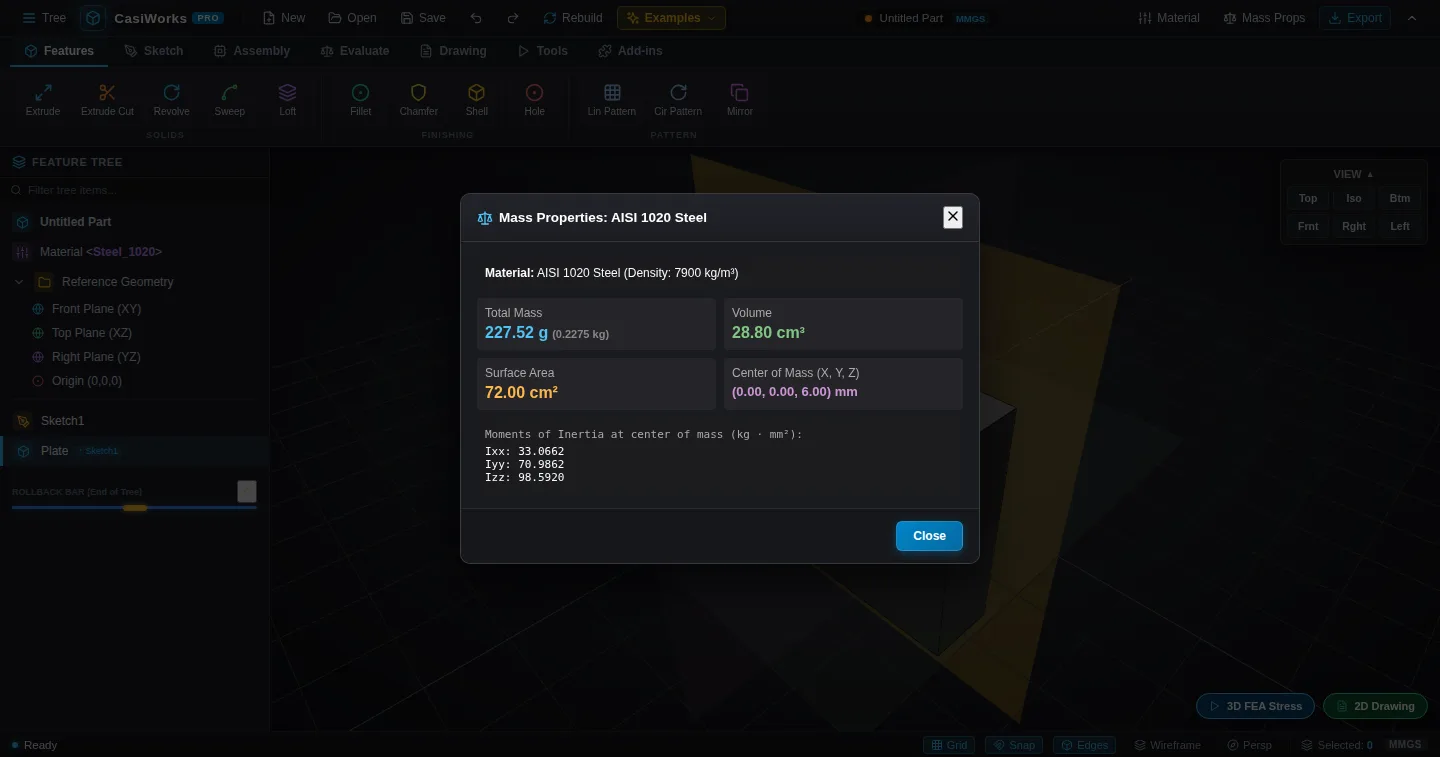 Tree CasiWorks PRO New Open Save Rebuild Examples Untitled Part MMGS Material Mass Props Export
Features Sketch Assembly Evaluate Drawing Tools Add-ins
Extrude Extrude Cut Revolve Sweep Loft Fillet Chamfer Shell Hole Lin Pattern Cir Pattern Mirror
SOLIDS FINISHING PATTERN
FEATURE TREE
Filter tree items...
Untitled Part
Material <Steel_1020>
Reference Geometry
Front Plane (XY)
Top Plane (XZ)
Right Plane (YZ)
Origin (0,0,0)
Sketch1
Plate Sketch1
ROLLBACK BAR (End of Tree)
VIEW ▲
Top Iso Btm
Frnt Rght Left
Mass Properties: AISI 1020 Steel
Material: AISI 1020 Steel (Density: 7900 kg/m³)
Total Mass
227.52 g (0.2275 kg)
Volume
28.80 cm³
Surface Area
72.00 cm²
Center of Mass (X, Y, Z)
(0.00, 0.00, 6.00) mm
Moments of Inertia at center of mass (kg · mm²):
Ixx: 33.0662
Iyy: 70.9862
Izz: 98.5920
Close
3D FEA Stress 2D Drawing
Ready Grid Snap Edges Wireframe Persp Selected: 0 MMGS